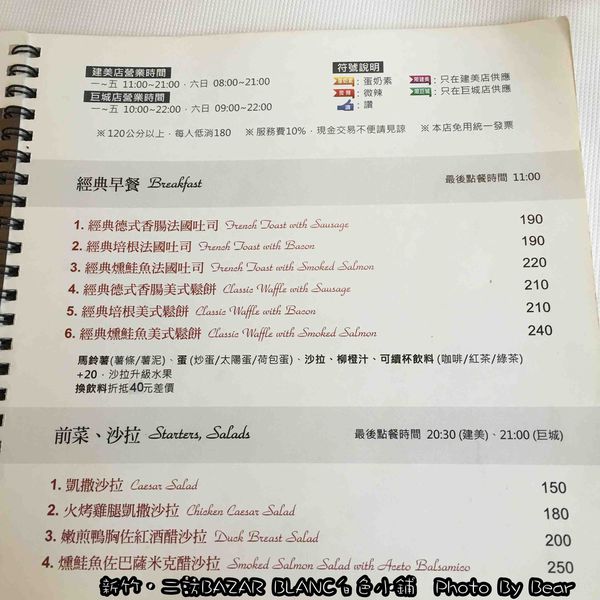 建美店營業時間
一~五 11:00~21:00，六日 08:00~21:00
巨城店營業時間
一~五 10:00~22:00，六日 09:00~22:00
符號說明
蛋奶素：蛋奶素
微辣：微辣
讚：讚
限建美：只在建美店供應
限巨城：只在巨城店供應
※120公分以上，每人低消180 ※服務費10%，現金交易不便請見諒 ※本店免用統一發票
經典早餐 Breakfast 最後點餐時間 11:00
1. 經典德式香腸法國吐司 French Toast with Sausage 190
2. 經典培根法國吐司 French Toast with Bacon 190
3. 經典燻鮭魚法國吐司 French Toast with Smoked Salmon 220
4. 經典德式香腸美式鬆餅 Classic Waffle with Sausage 210
5. 經典培根美式鬆餅 Classic Waffle with Bacon 210
6. 經典燻鮭魚美式鬆餅 Classic Waffle with Smoked Salmon 240
馬鈴薯(薯條/薯泥)、蛋(炒蛋/太陽蛋/荷包蛋)、沙拉、柳橙汁、可續杯飲料(咖啡/紅茶/綠茶)
+20，沙拉升級水果
換飲料折抵40元差價
前菜、沙拉 Starters, Salads 最後點餐時間 20:30 (建美)、21:00 (巨城)
1. 凱撒沙拉 Caesar Salad 150
2. 火烤雞腿凱撒沙拉 Chicken Caesar Salad 180
3. 嫩煎鴨胸佐紅酒醋沙拉 Duck Breast Salad 200
4. 燻鮭魚佐巴薩米克醋沙拉 Smoked Salmon Salad with Aceto Balsamico 250
新竹。二訪BAZAR BLANC白色小舖 Photo By Bear